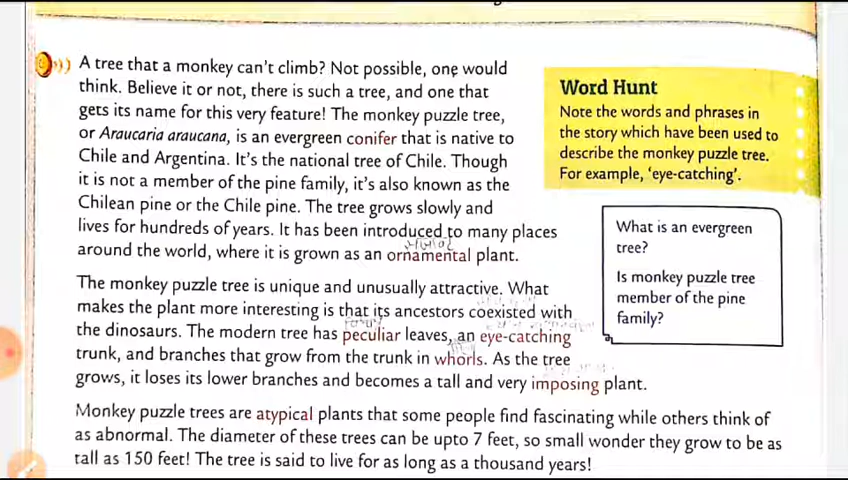 A tree that a monkey can't climb? Not possible, one would
think. Believe it or not, there is such a tree, and one that
gets its name for this very feature! The monkey puzzle tree,
or Araucaria araucana, is an evergreen conifer that is native to
Chile and Argentina. It's the national tree of Chile. Though
it is not a member of the pine family, it's also known as the
Chilean pine or the Chile pine. The tree grows slowly and
lives for hundreds of years. It has been introduced to many places
around the world, where it is grown as an ornamental plant.
The monkey puzzle tree is unique and unusually attractive. What
makes the plant more interesting is that its ancestors coexisted with
the dinosaurs. The modern tree has peculiar leaves, an eye-catching
trunk, and branches that grow from the trunk in whorls. As the tree
grows, it loses its lower branches and becomes a tall and very imposing plant.
Monkey puzzle trees are atypical plants that some people find fascinating while others think of
as abnormal. The diameter of these trees can be upto 7 feet, so small wonder they grow to be as
tall as 150 feet! The tree is said to live for as long as a thousand years!
Word Hunt
Note the words and phrases in
the story which have been used to
describe the monkey puzzle tree.
For example, 'eye-catching'.
What is an evergreen
tree?
Is monkey puzzle tree
member of the pine
family?